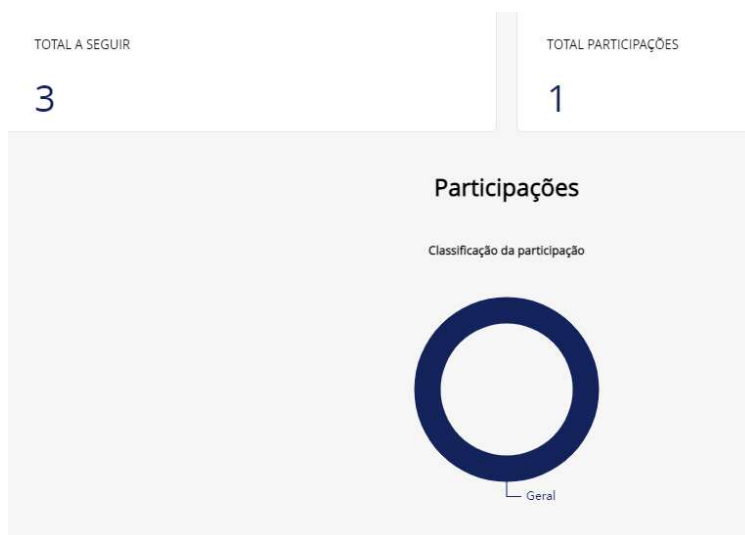 TOTAL A SEGUIR
3
TOTAL PARTICIPAÇÕES
1
Participações
Classificação da participação
Geral